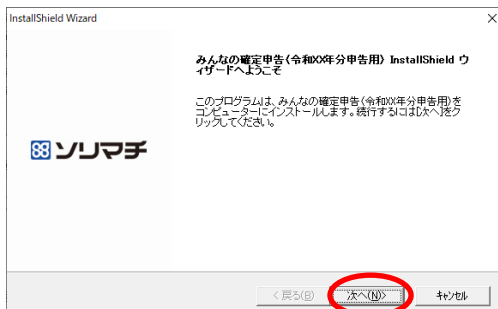 InstallShield Wizard
みんなの確定申告(令和XX年分申告用) InstallShield ウ
ィザードへようこそ
このプログラムは、みんなの確定申告(令和XX年分申告用)を
コンピューターにインストールします。続行するには[次へ]をク
リックしてください。
ソリマチ
< 戻る(B)
次へ(N)>
キャンセル